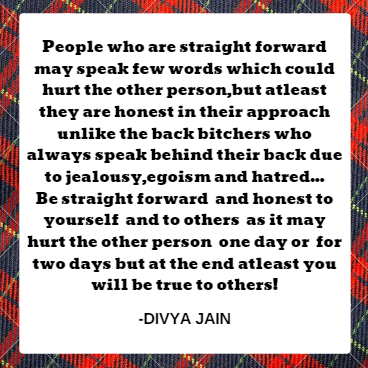 People who are straight forward
may speak few words which could
hurt the other person,but atleast
they are honest in their approach
unlike the back bitchers who
always speak behind their back due
to jealousy,egoism and hatred...
Be straight forward and honest to
yourself and to others as it may
hurt the other person one day or for
two days but at the end atleast you
will be true to others!
-DIVYA JAIN